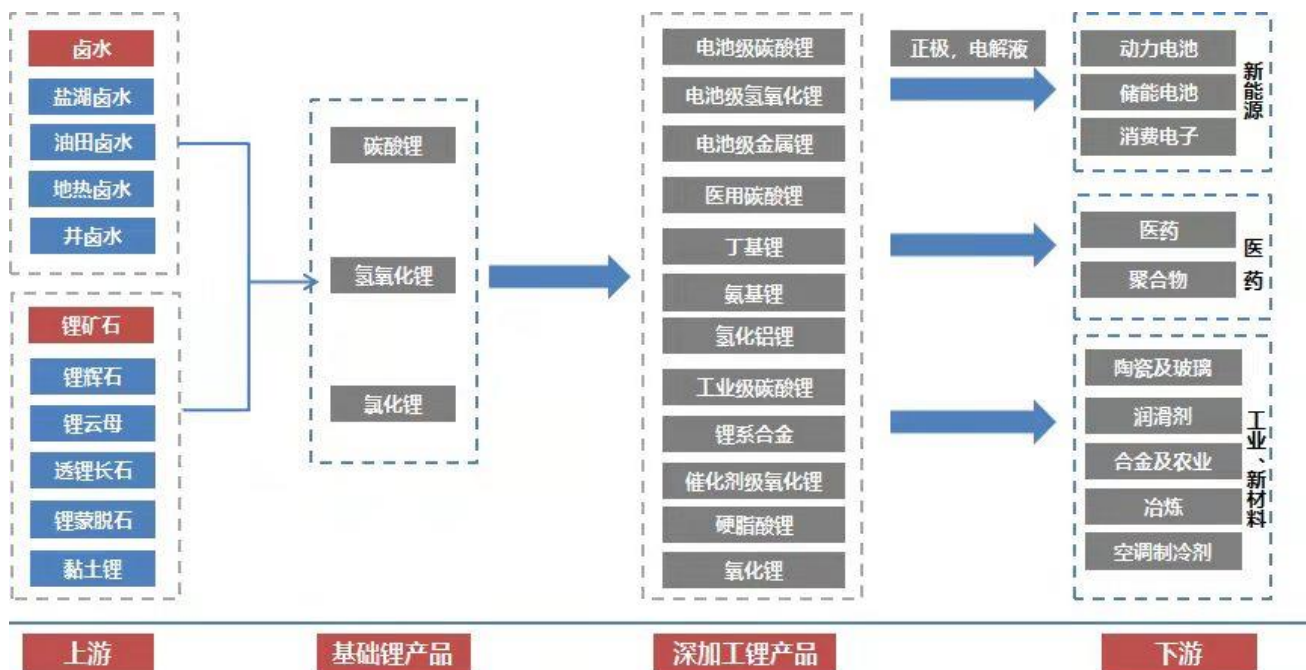 卤水
盐湖卤水
油田卤水
地热卤水
井卤水
锂矿石
锂辉石
锂云母
透锂长石
锂蒙脱石
黏土锂
碳酸锂
氢氧化锂
氯化锂
电池级碳酸锂
电池级氢氧化锂
电池级金属锂
医用碳酸锂
丁基锂
氨基锂
氢化铝锂
工业级碳酸锂
锂系合金
催化剂级氧化锂
硬脂酸锂
氧化锂
正极，电解液
动力电池
储能电池
消费电子
新能源
医药
聚合物
医药
陶瓷及玻璃
润滑剂
合金及农业
冶炼
空调制冷剂
工业、新材料
上游
基础锂产品
深加工锂产品
下游